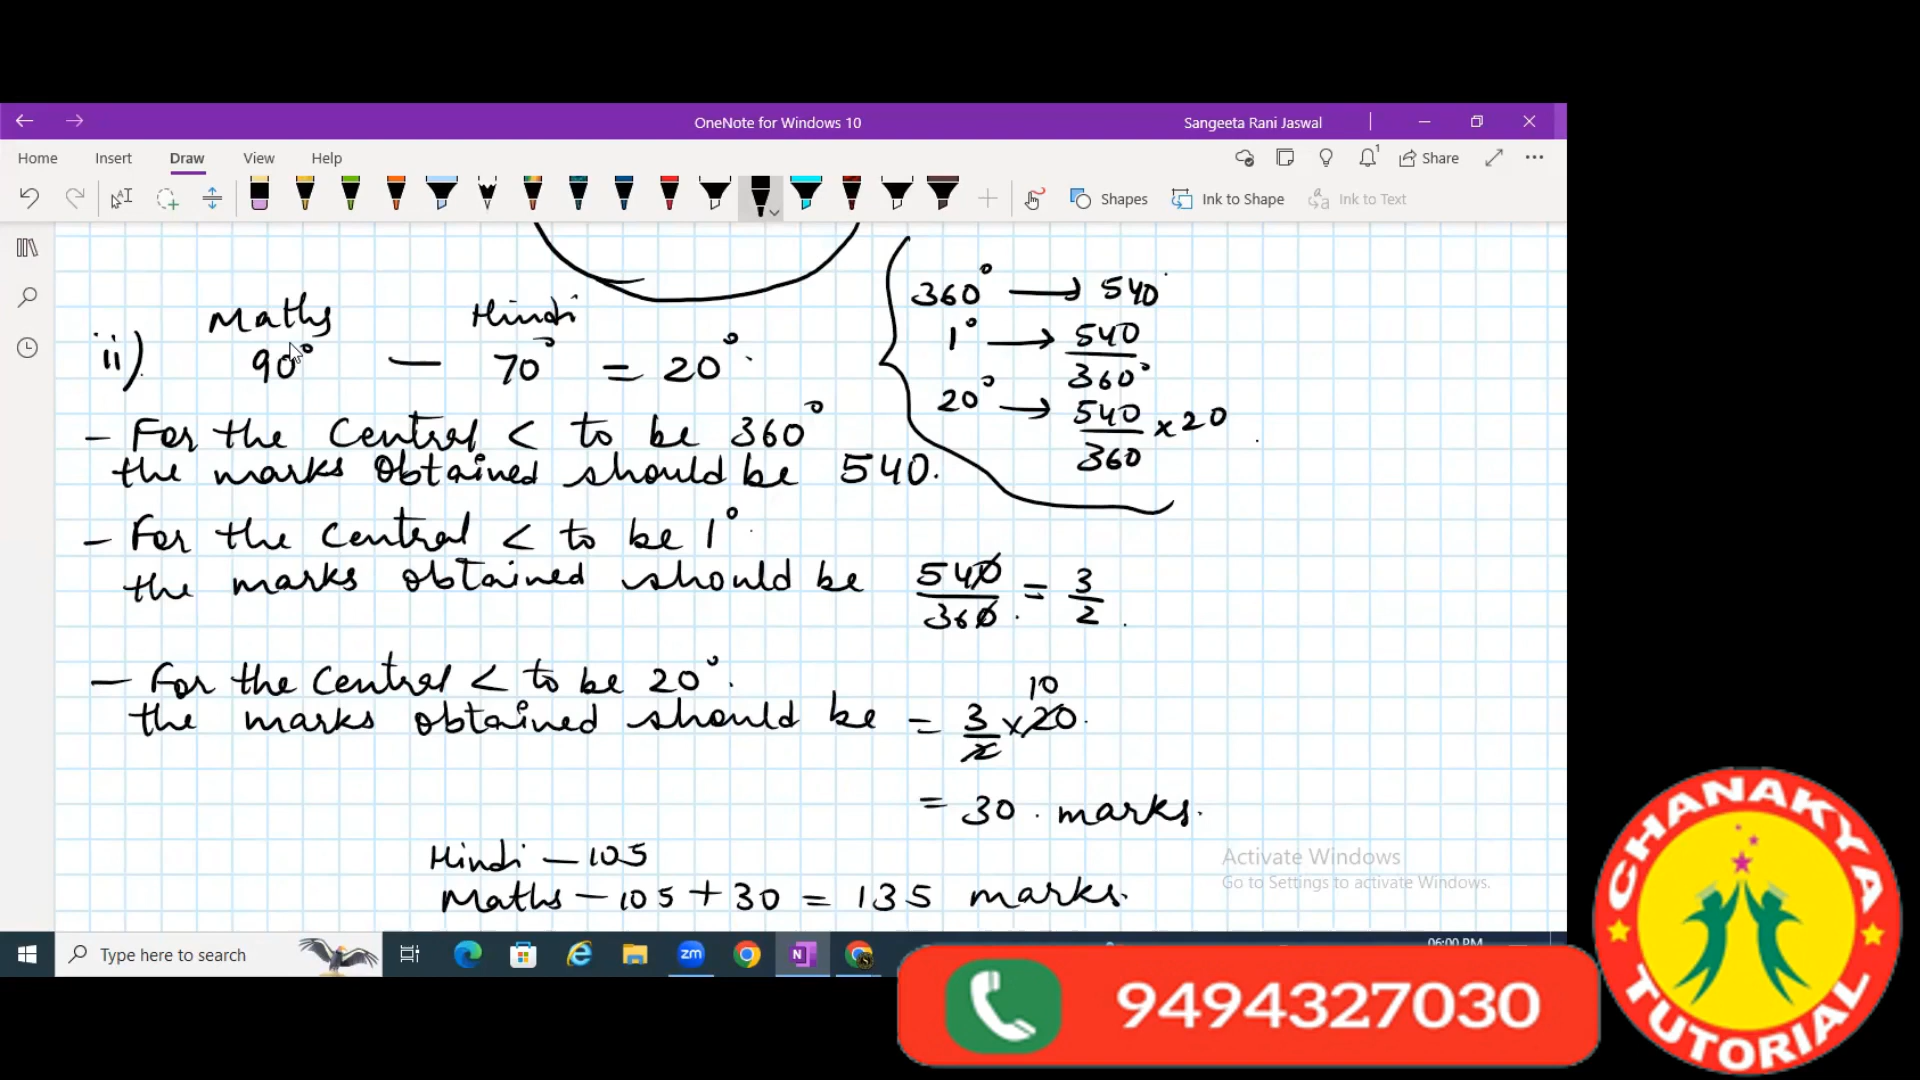 OneNote for Windows 10
Sangeeta Rani Jaswal
Home Insert Draw View Help
Share
Shapes Ink to Shape Ink to Text
Maths Hindi
ii) 90° — 70° = 20°.
- For the Central < to be 360°
the marks obtained should be 540.
360° → 540
1° → 540/360°
20° → 540/360 x 20
- For the Central < to be 1°.
the marks obtained should be 540/360 = 3/2
- For the Central < to be 20°.
10
the marks obtained should be = 3/2 x 20.
= 30 . marks.
Hindi — 105
Maths — 105 + 30 = 135 marks.
Activate Windows
Go to Settings to activate Windows.
Type here to search
06:00 PM
9494327030
CHANAKYA
TUTORIAL